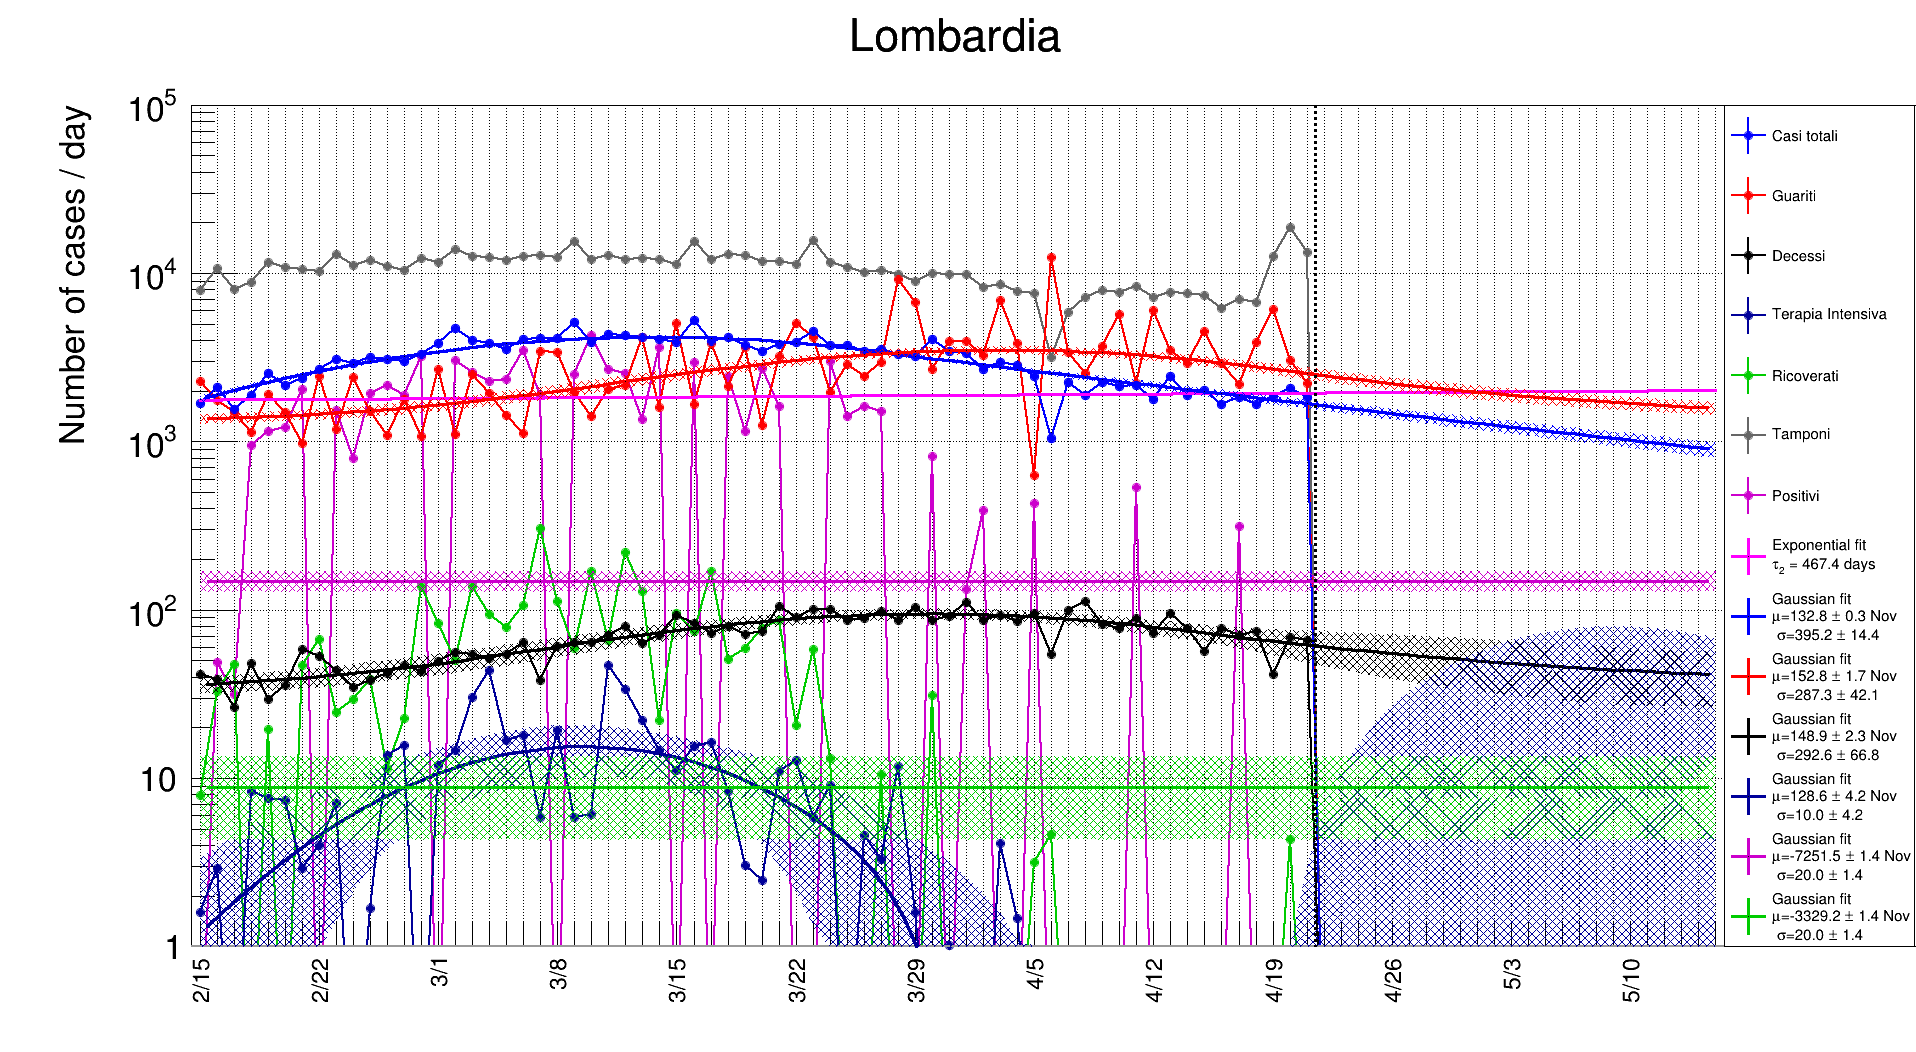 Lombardia
Number of cases / day
10^5
10^4
10^3
10^2
10
1
2/15
2/22
3/1
3/8
3/15
3/22
3/29
4/5
4/12
4/19
4/26
5/3
5/10
Casi totali
Guariti
Decessi
Terapia Intensiva
Ricoverati
Tamponi
Positivi
Exponential fit
τ₂ = 467.4 days
Gaussian fit
μ=132.8 ± 0.3 Nov
σ=395.2 ± 14.4
Gaussian fit
μ=152.8 ± 1.7 Nov
σ=287.3 ± 42.1
Gaussian fit
μ=148.9 ± 2.3 Nov
σ=292.6 ± 66.8
Gaussian fit
μ=128.6 ± 4.2 Nov
σ=10.0 ± 4.2
Gaussian fit
μ=-7251.5 ± 1.4 Nov
σ=20.0 ± 1.4
Gaussian fit
μ=-3329.2 ± 1.4 Nov
σ=20.0 ± 1.4